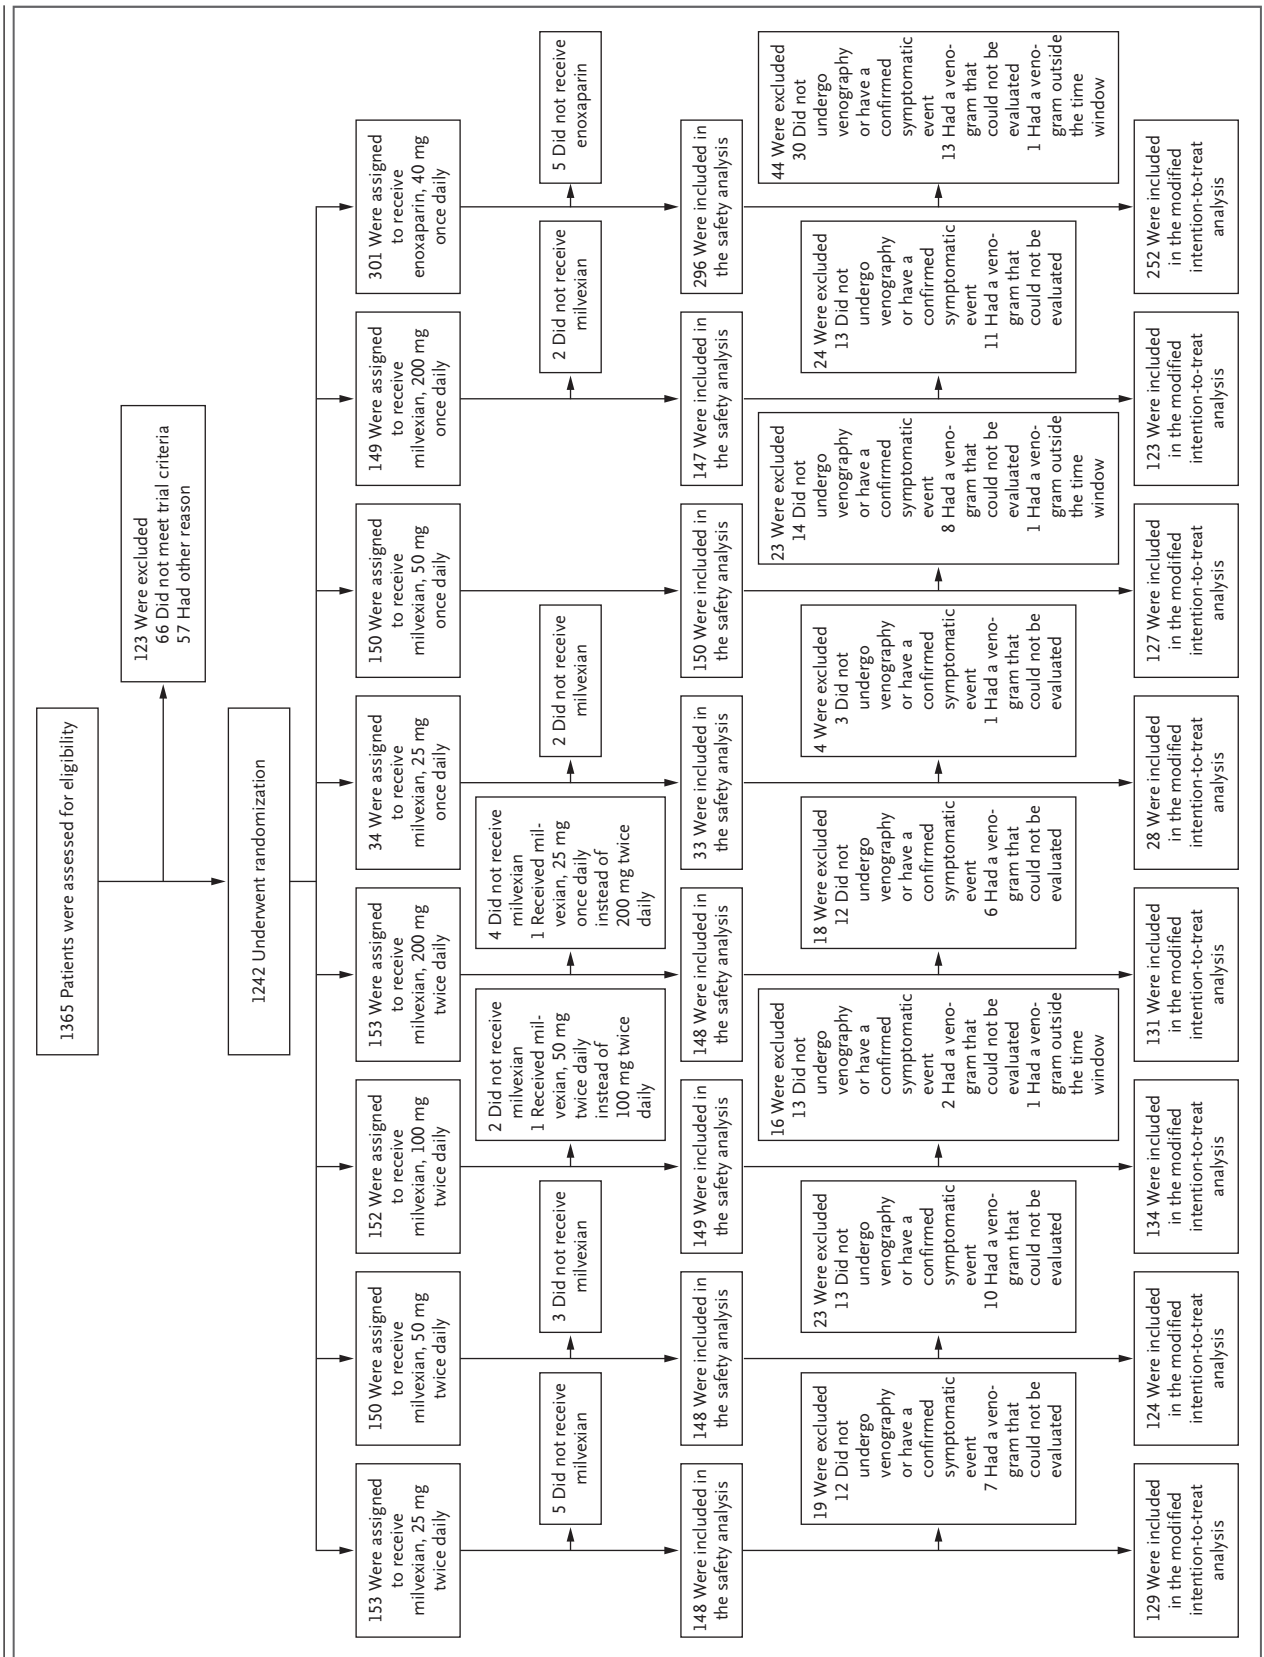 1365 Patients were assessed for eligibility
123 Were excluded
66 Did not meet trial criteria
57 Had other reason
1242 Underwent randomization
153 Were assigned
to receive
milvexian, 25 mg
twice daily
150 Were assigned
to receive
milvexian, 50 mg
twice daily
152 Were assigned
to receive
milvexian, 100 mg
twice daily
153 Were assigned
to receive
milvexian, 200 mg
twice daily
34 Were assigned
to receive
milvexian, 25 mg
once daily
150 Were assigned
to receive
milvexian, 50 mg
once daily
149 Were assigned
to receive
milvexian, 200 mg
once daily
301 Were assigned
to receive
enoxaparin, 40 mg
once daily
5 Did not receive
milvexian
3 Did not receive
milvexian
2 Did not receive
milvexian
1 Received mil-
vexian, 50 mg
twice daily
instead of
100 mg twice
daily
4 Did not receive
milvexian
1 Received mil-
vexian, 25 mg
once daily
instead of
200 mg twice
daily
2 Did not receive
milvexian
2 Did not receive
milvexian
5 Did not receive
enoxaparin
148 Were included in
the safety analysis
148 Were included in
the safety analysis
149 Were included in
the safety analysis
148 Were included in
the safety analysis
33 Were included in
the safety analysis
150 Were included in
the safety analysis
147 Were included in
the safety analysis
296 Were included in
the safety analysis
19 Were excluded
12 Did not
undergo
venography
or have a
confirmed
symptomatic
event
7 Had a veno-
gram that
could not be
evaluated
23 Were excluded
13 Did not
undergo
venography
or have a
confirmed
symptomatic
event
10 Had a veno-
gram that
could not be
evaluated
16 Were excluded
13 Did not
undergo
venography
or have a
confirmed
symptomatic
event
2 Had a veno-
gram that
could not be
evaluated
1 Had a veno-
gram outside
the time
window
18 Were excluded
12 Did not
undergo
venography
or have a
confirmed
symptomatic
event
6 Had a veno-
gram that
could not be
evaluated
4 Were excluded
3 Did not
undergo
venography
or have a
confirmed
symptomatic
event
1 Had a veno-
gram that
could not be
evaluated
23 Were excluded
14 Did not
undergo
venography
or have a
confirmed
symptomatic
event
8 Had a veno-
gram that
could not be
evaluated
1 Had a veno-
gram outside
the time
window
24 Were excluded
13 Did not
undergo
venography
or have a
confirmed
symptomatic
event
11 Had a veno-
gram that
could not be
evaluated
44 Were excluded
30 Did not
undergo
venography
or have a
confirmed
symptomatic
event
13 Had a veno-
gram that
could not be
evaluated
1 Had a veno-
gram outside
the time
window
129 Were included
in the modified
intention-to-treat
analysis
124 Were included
in the modified
intention-to-treat
analysis
134 Were included
in the modified
intention-to-treat
analysis
131 Were included
in the modified
intention-to-treat
analysis
28 Were included
in the modified
intention-to-treat
analysis
127 Were included
in the modified
intention-to-treat
analysis
123 Were included
in the modified
intention-to-treat
analysis
252 Were included
in the modified
intention-to-treat
analysis